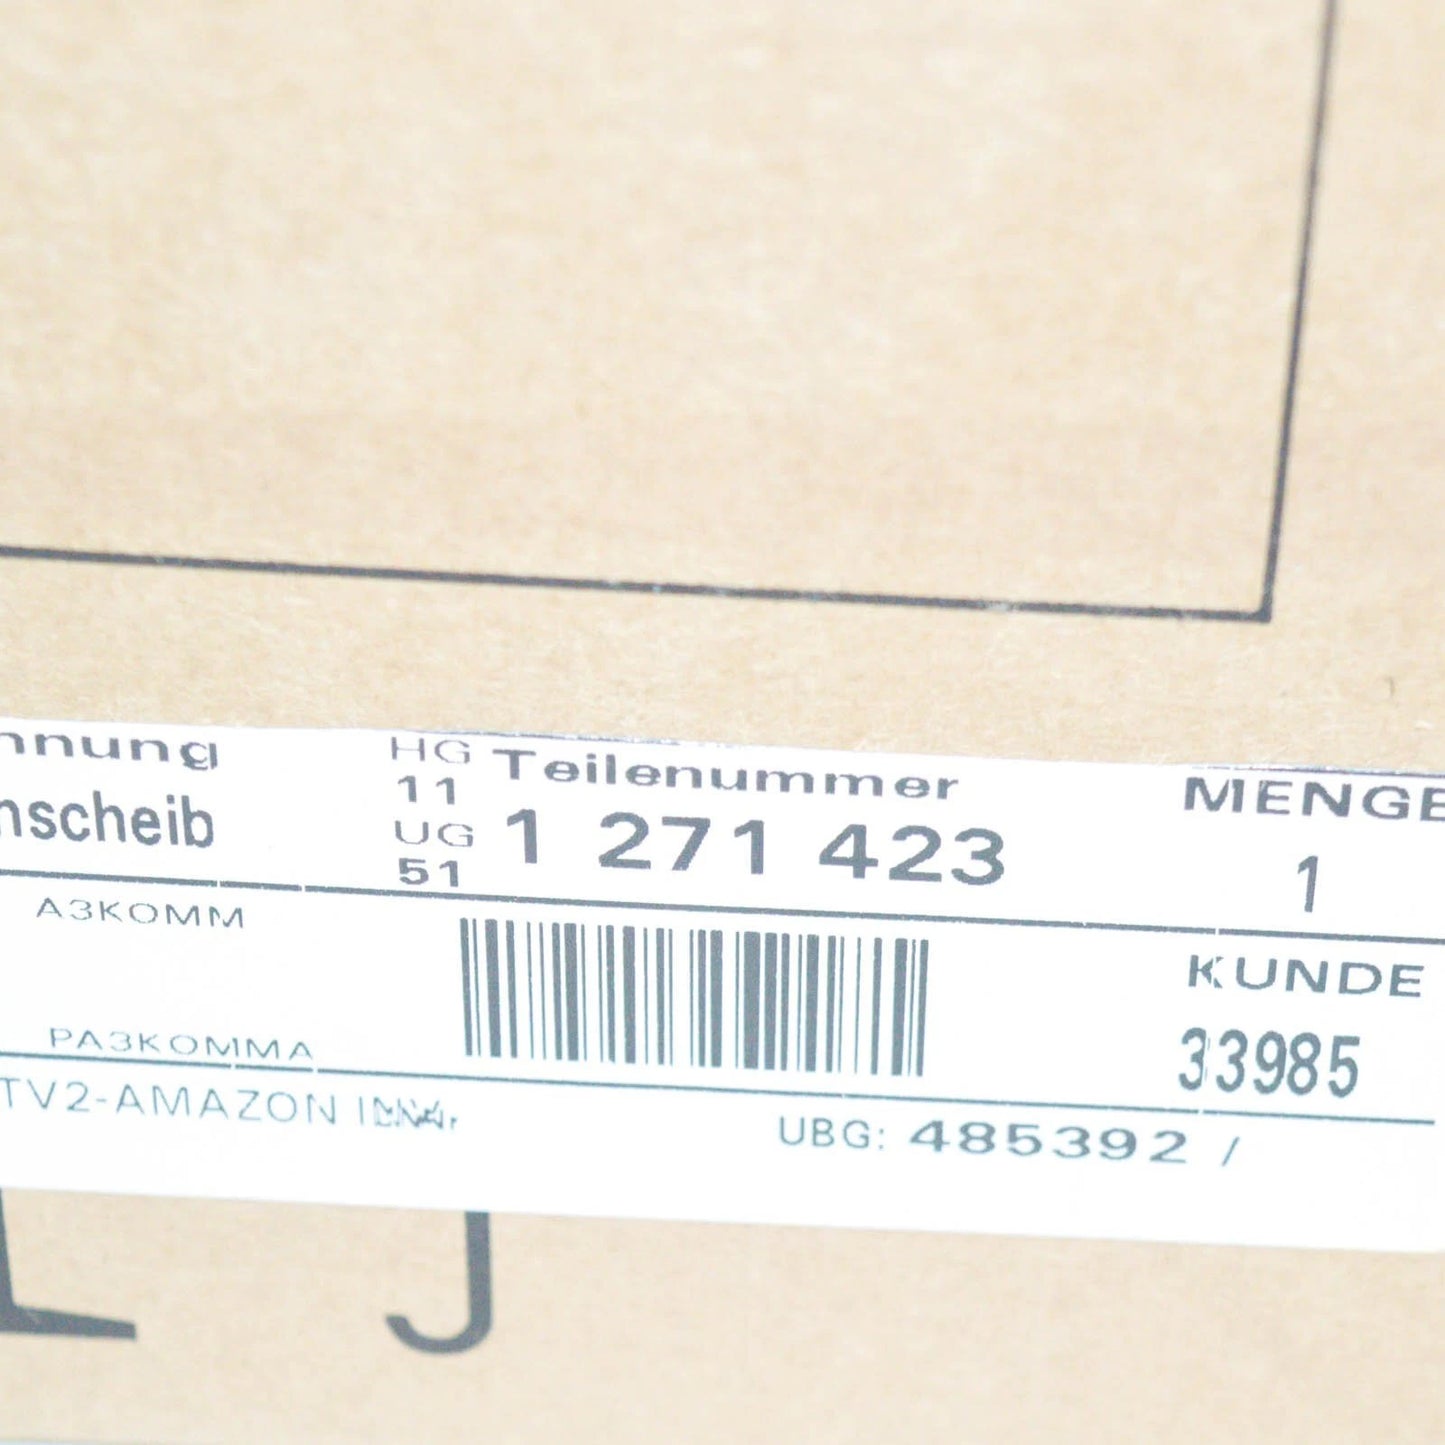 nnung HG Teilenummer MENGE
11
nscheib UG 1 271 423 1
51
A3KOMM KUNDE
33985
PA3KOMMA
TV2-AMAZON
UBG: 485392 /
J